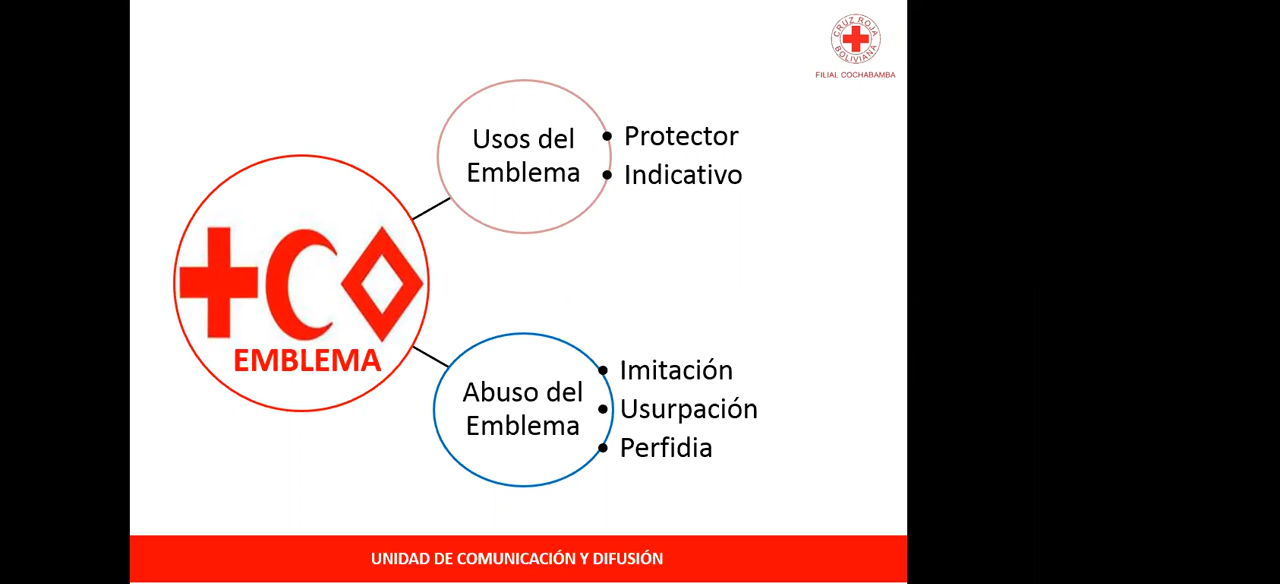 CRUZ ROJA
BOLIVIANA
FILIAL COCHABAMBA
Usos del
Emblema
Protector
Indicativo
EMBLEMA
Abuso del
Emblema
Imitación
Usurpación
Perfidia
UNIDAD DE COMUNICACIÓN Y DIFUSIÓN